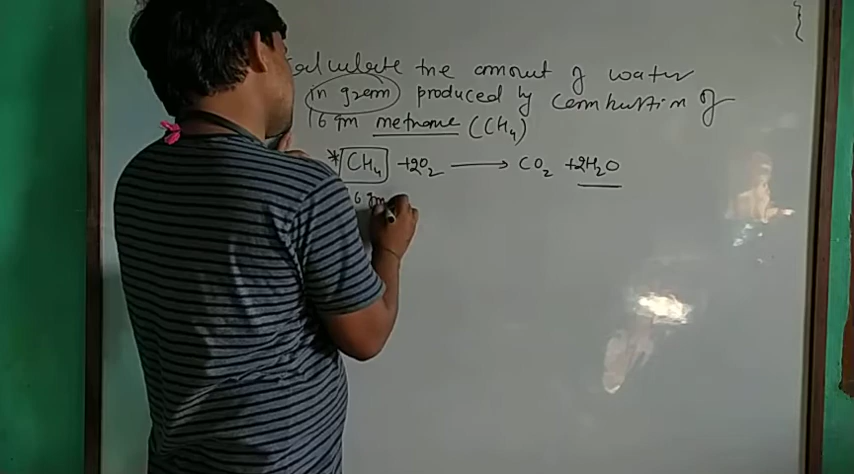 Calculate the amount of water
in gram produced by combustion of
16 gm methane (CH4)
*CH4 +2O2 ⟶ CO2 +2H2O
6 gm